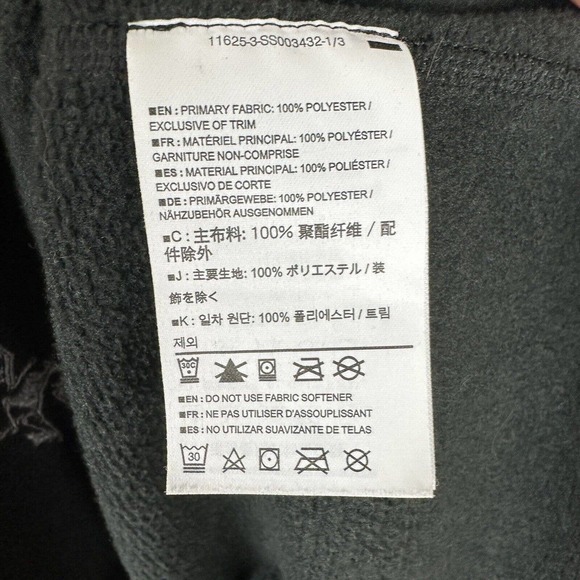 11625-3-SS003432-1/3
■EN : PRIMARY FABRIC: 100% POLYESTER /
EXCLUSIVE OF TRIM
■FR : MATÉRIEL PRINCIPAL: 100% POLYESTER /
GARNITURE NON-COMPRISE
■ES : MATERIAL PRINCIPAL: 100% POLIÉSTER /
EXCLUSIVO DE CORTE
■DE : PRIMÄRGEWEBE: 100% POLYESTER /
NÄHZUBEHÖR AUSGENOMMEN
■C : 主布料: 100% 聚酯纤维 / 配
件除外
■J : 主要生地: 100% ポリエステル / 装
飾を除く
■K : 일차 원단: 100% 폴리에스터 / 트림
제외
30C
■EN : DO NOT USE FABRIC SOFTENER
■FR : NE PAS UTILISER D'ASSOUPLISSANT
■ES : NO UTILIZAR SUAVIZANTE DE TELAS
30